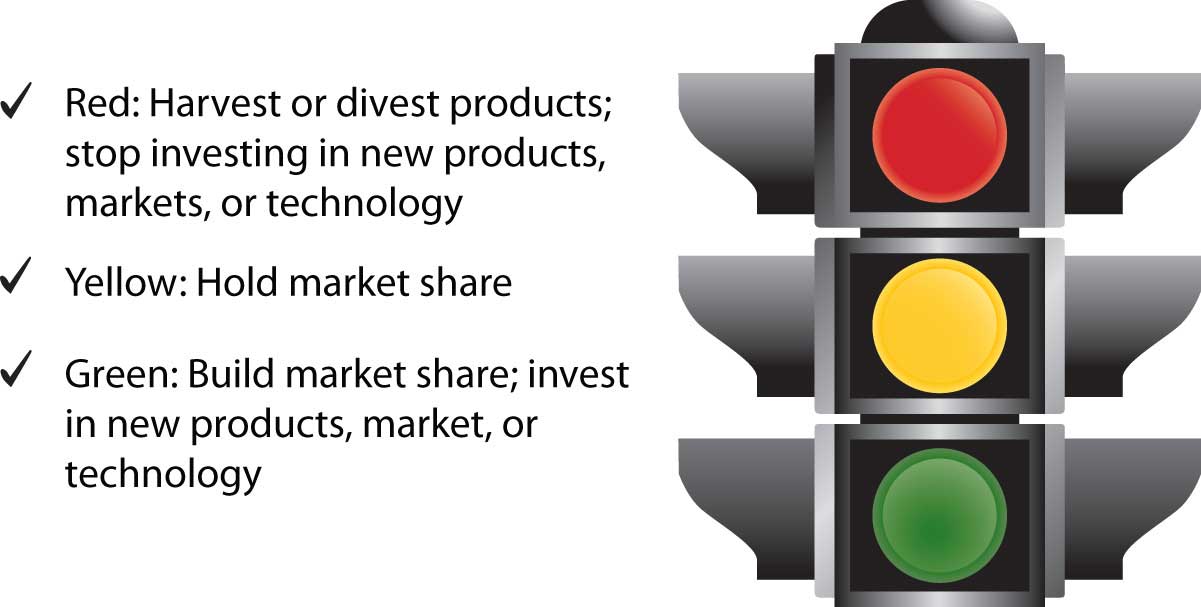 ✓ Red: Harvest or divest products;
stop investing in new products,
markets, or technology
✓ Yellow: Hold market share
✓ Green: Build market share; invest
in new products, market, or
technology